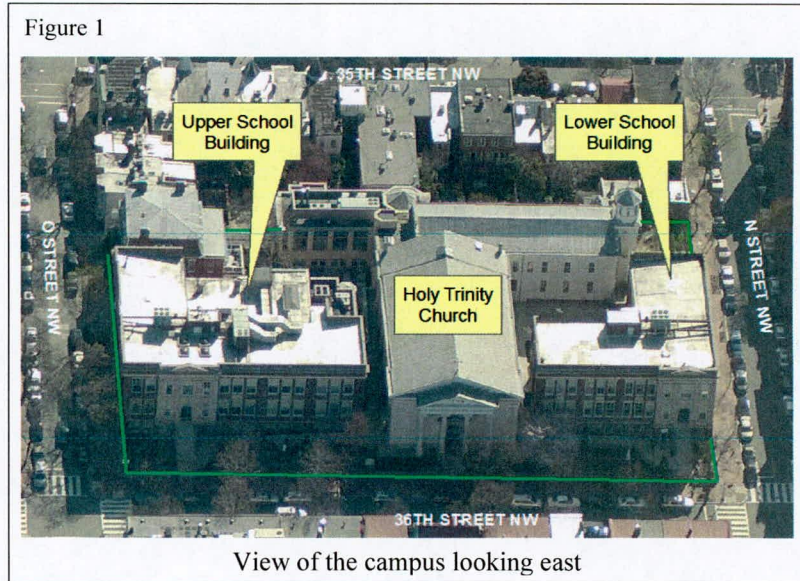 Figure 1
35TH STREET NW
Upper School
Building
Lower School
Building
O STREET NW
N STREET NW
Holy Trinity
Church
36TH STREET NW
View of the campus looking east